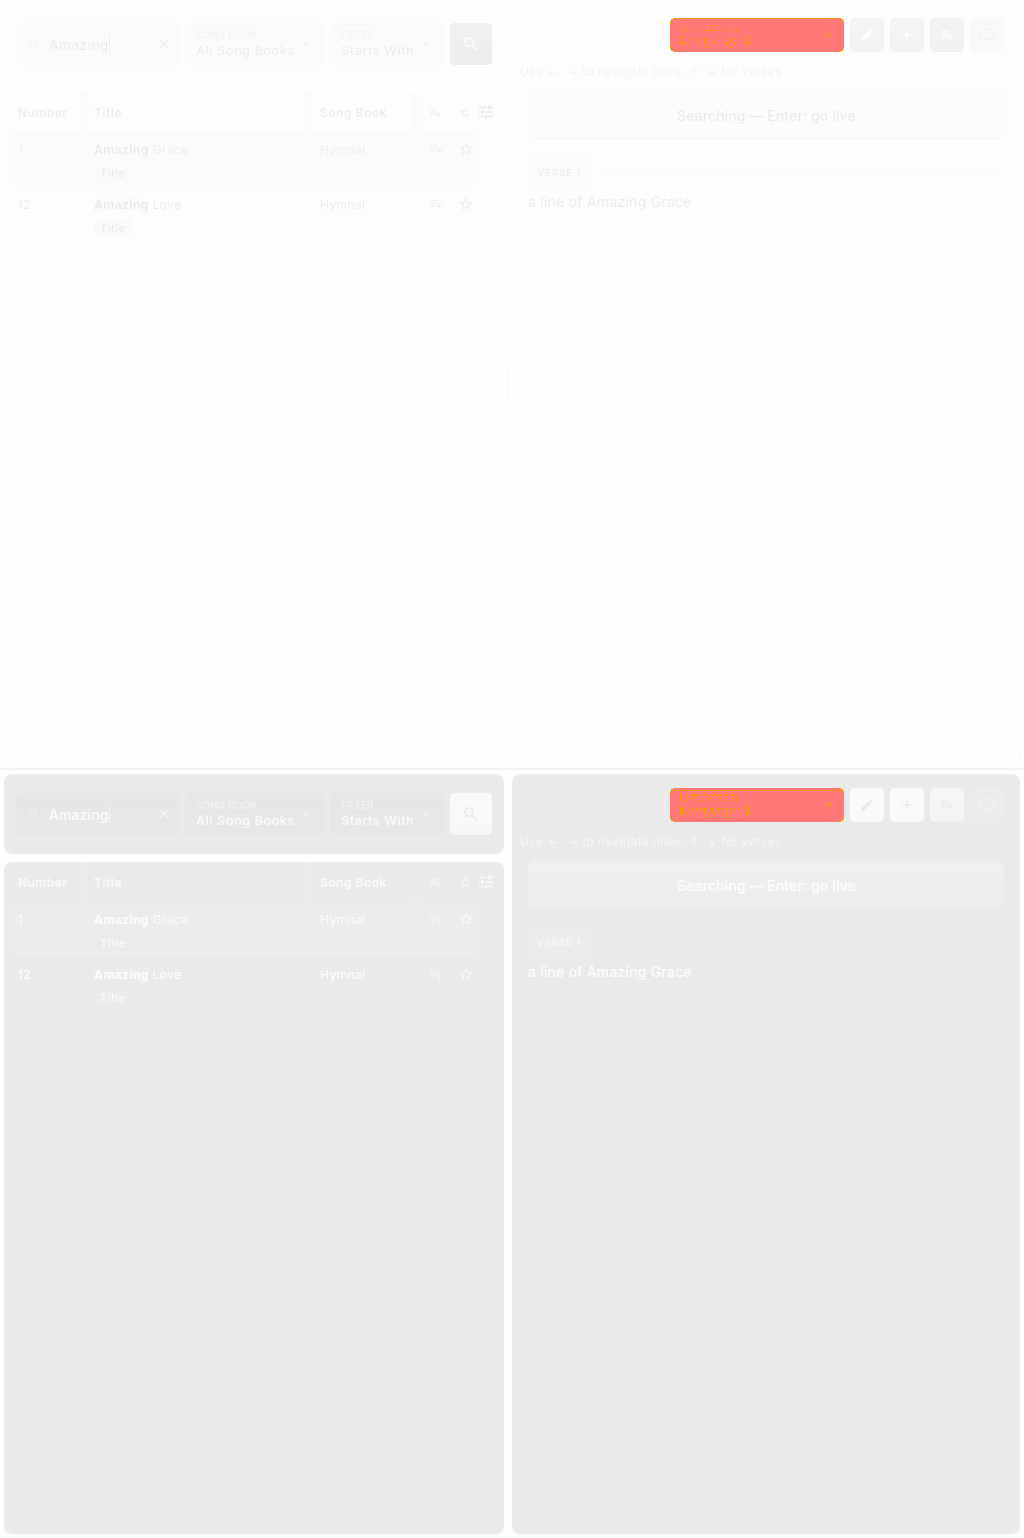 Amazing
SONG BOOK
All Song Books
FILTER
Starts With
Number Title Song Book
1 Amazing Grace Hymnal
Title
12 Amazing Love Hymnal
Title
Use ← → to navigate lines, ↑ ↓ for verses
Searching — Enter: go live
VERSE 1
a line of Amazing Grace
Amazing
SONG BOOK
All Song Books
FILTER
Starts With
Number Title Song Book
1 Amazing Grace Hymnal
Title
12 Amazing Love Hymnal
Title
Use ← → to navigate lines, ↑ ↓ for verses
Searching — Enter: go live
VERSE 1
a line of Amazing Grace